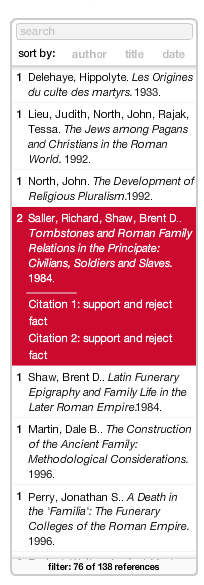 search
sort by: author title date
1 Delehaye, Hippolyte. Les Origines
du culte des martyrs. 1933.
1 Lieu, Judith, North, John, Rajak,
Tessa. The Jews among Pagans
and Christians in the Roman
World. 1992.
1 North, John. The Development of
Religious Pluralism.1992.
2 Saller, Richard, Shaw, Brent D..
Tombstones and Roman Family
Relations in the Principate:
Civilians, Soldiers and Slaves.
1984.
Citation 1: support and reject
fact
Citation 2: support and reject
fact
1 Shaw, Brent D.. Latin Funerary
Epigraphy and Family Life in the
Later Roman Empire.1984.
1 Martin, Dale B.. The Construction
of the Ancient Family:
Methodological Considerations.
1996.
1 Perry, Jonathan S.. A Death in
the 'Familia': The Funerary
Colleges of the Roman Empire.
1996.
filter: 76 of 138 references